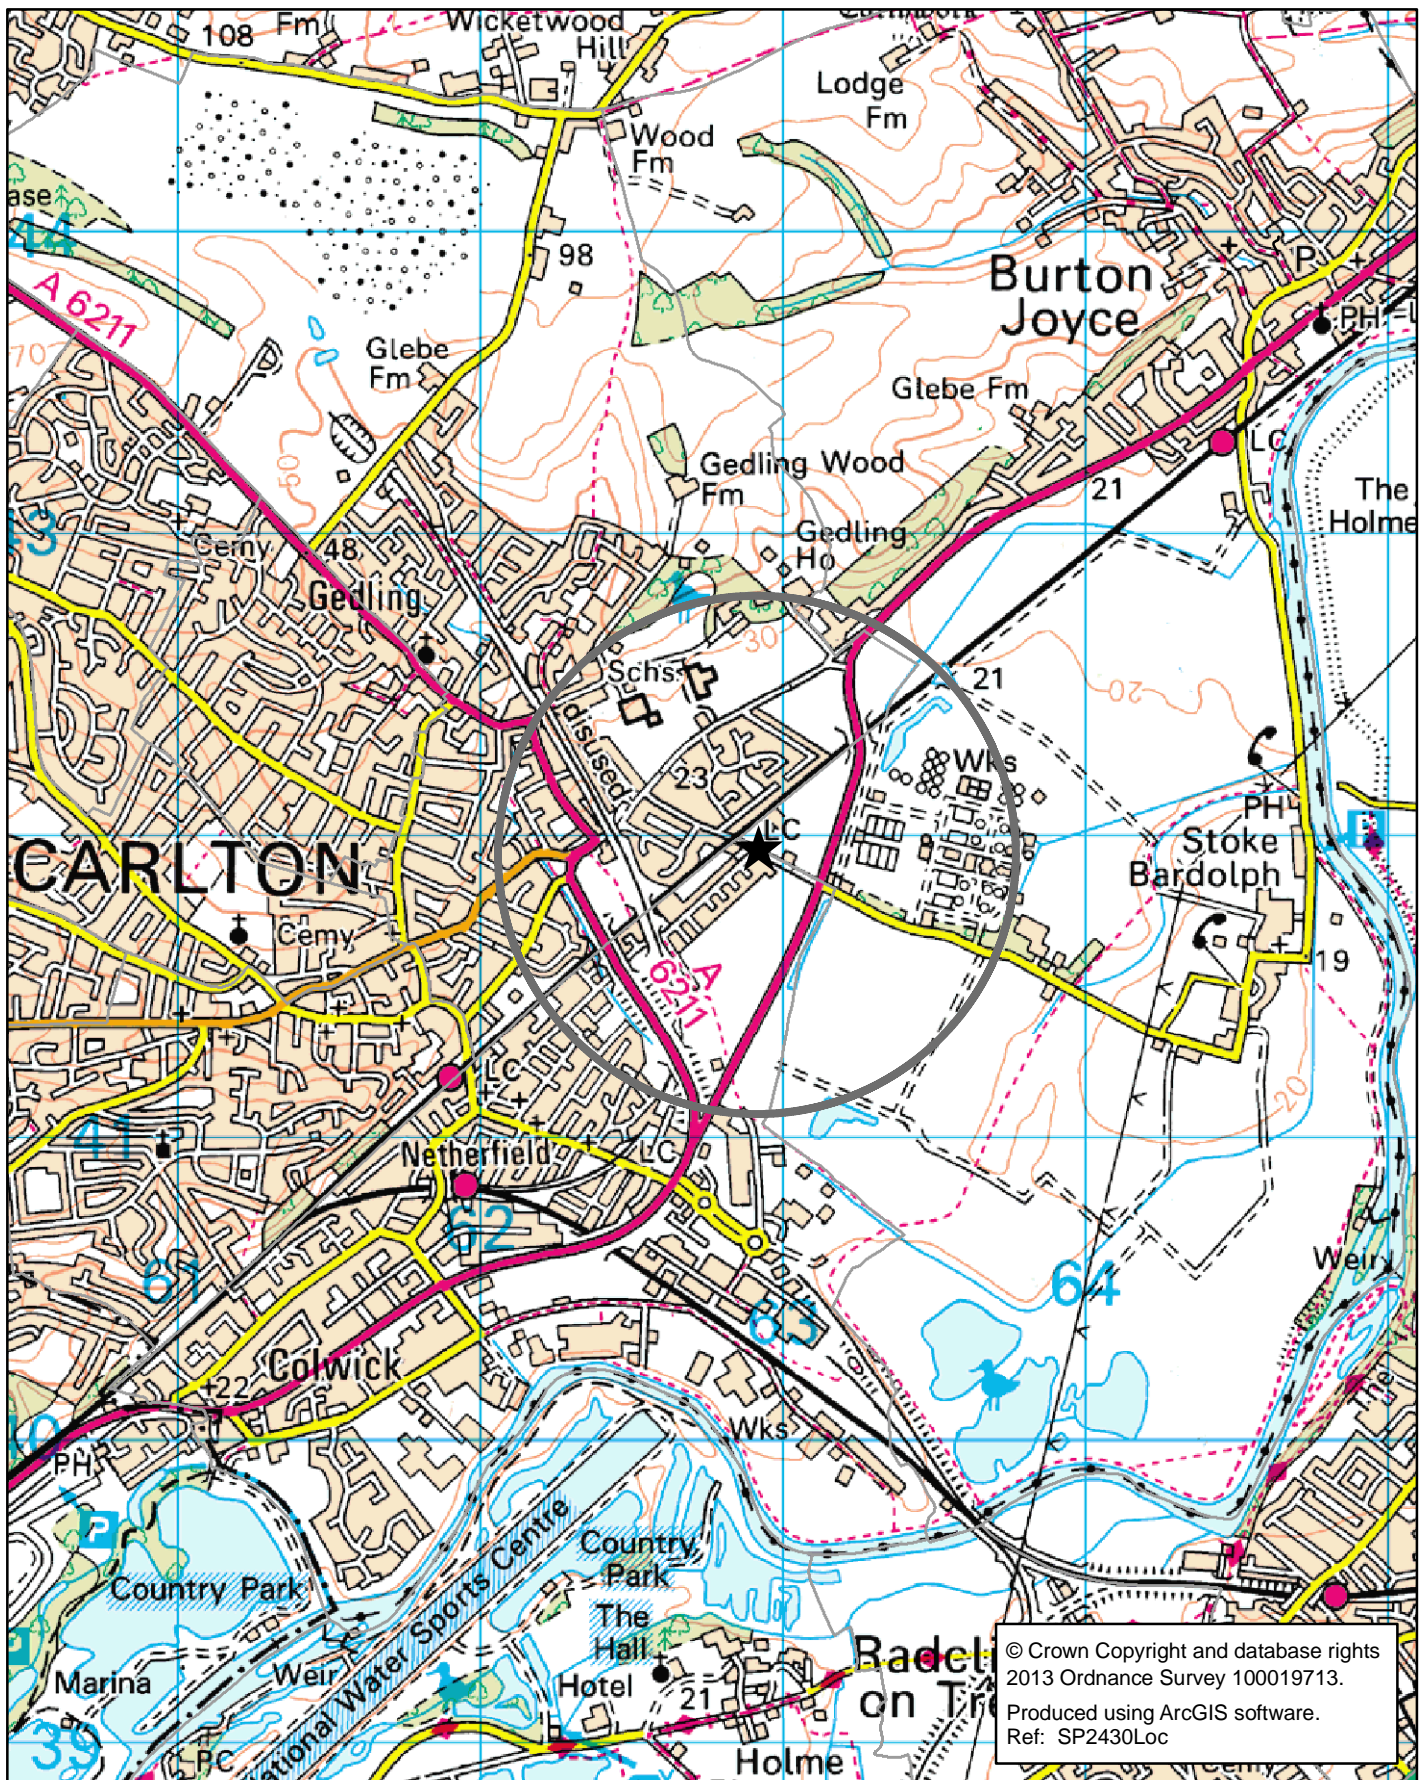 108
Fm
Wicketwood
Hill
Lodge
Fm
Wood
Fm
ase
44
98
Burton
Joyce
P
PH
A 6211
70
Glebe
Fm
Glebe Fm
LC
50
Gedling Wood
Fm
21
The
Holme
Gedling
Ho
43
Cemy
48
Gedling
30
Schs
21
20
disused
23
Wks
LC
PH
Stoke
Bardolph
CARLTON
Cemy
A
6211
19
LC
20
41
Netherfield
LC
62
61
Weir
64
63
Colwick
22
40
Wks
The
PH
P
National Water Sports Centre
Country
Park
Country Park
The
Hall
Marina
Weir
Hotel
21
Radcli
on Tre
39
PC
Holme
© Crown Copyright and database rights
2013 Ordnance Survey 100019713.
Produced using ArcGIS software.
Ref: SP2430Loc